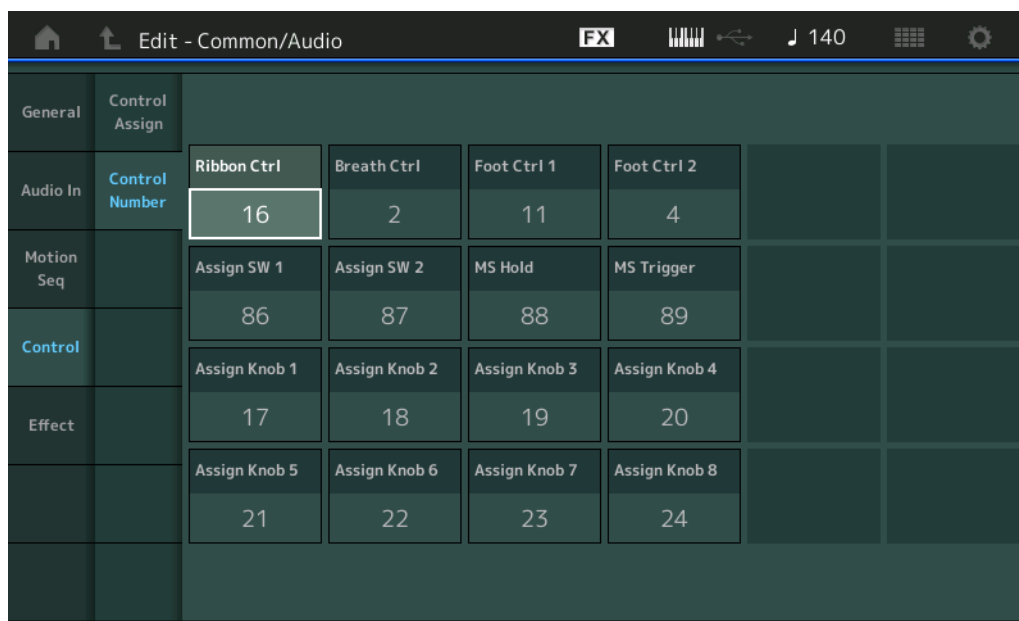 Edit - Common/Audio
FX
♩ 140
General
Control
Assign
Audio In
Control
Number
Motion
Seq
Control
Effect
Ribbon Ctrl
Breath Ctrl
Foot Ctrl 1
Foot Ctrl 2
16
2
11
4
Assign SW 1
Assign SW 2
MS Hold
MS Trigger
86
87
88
89
Assign Knob 1
Assign Knob 2
Assign Knob 3
Assign Knob 4
17
18
19
20
Assign Knob 5
Assign Knob 6
Assign Knob 7
Assign Knob 8
21
22
23
24